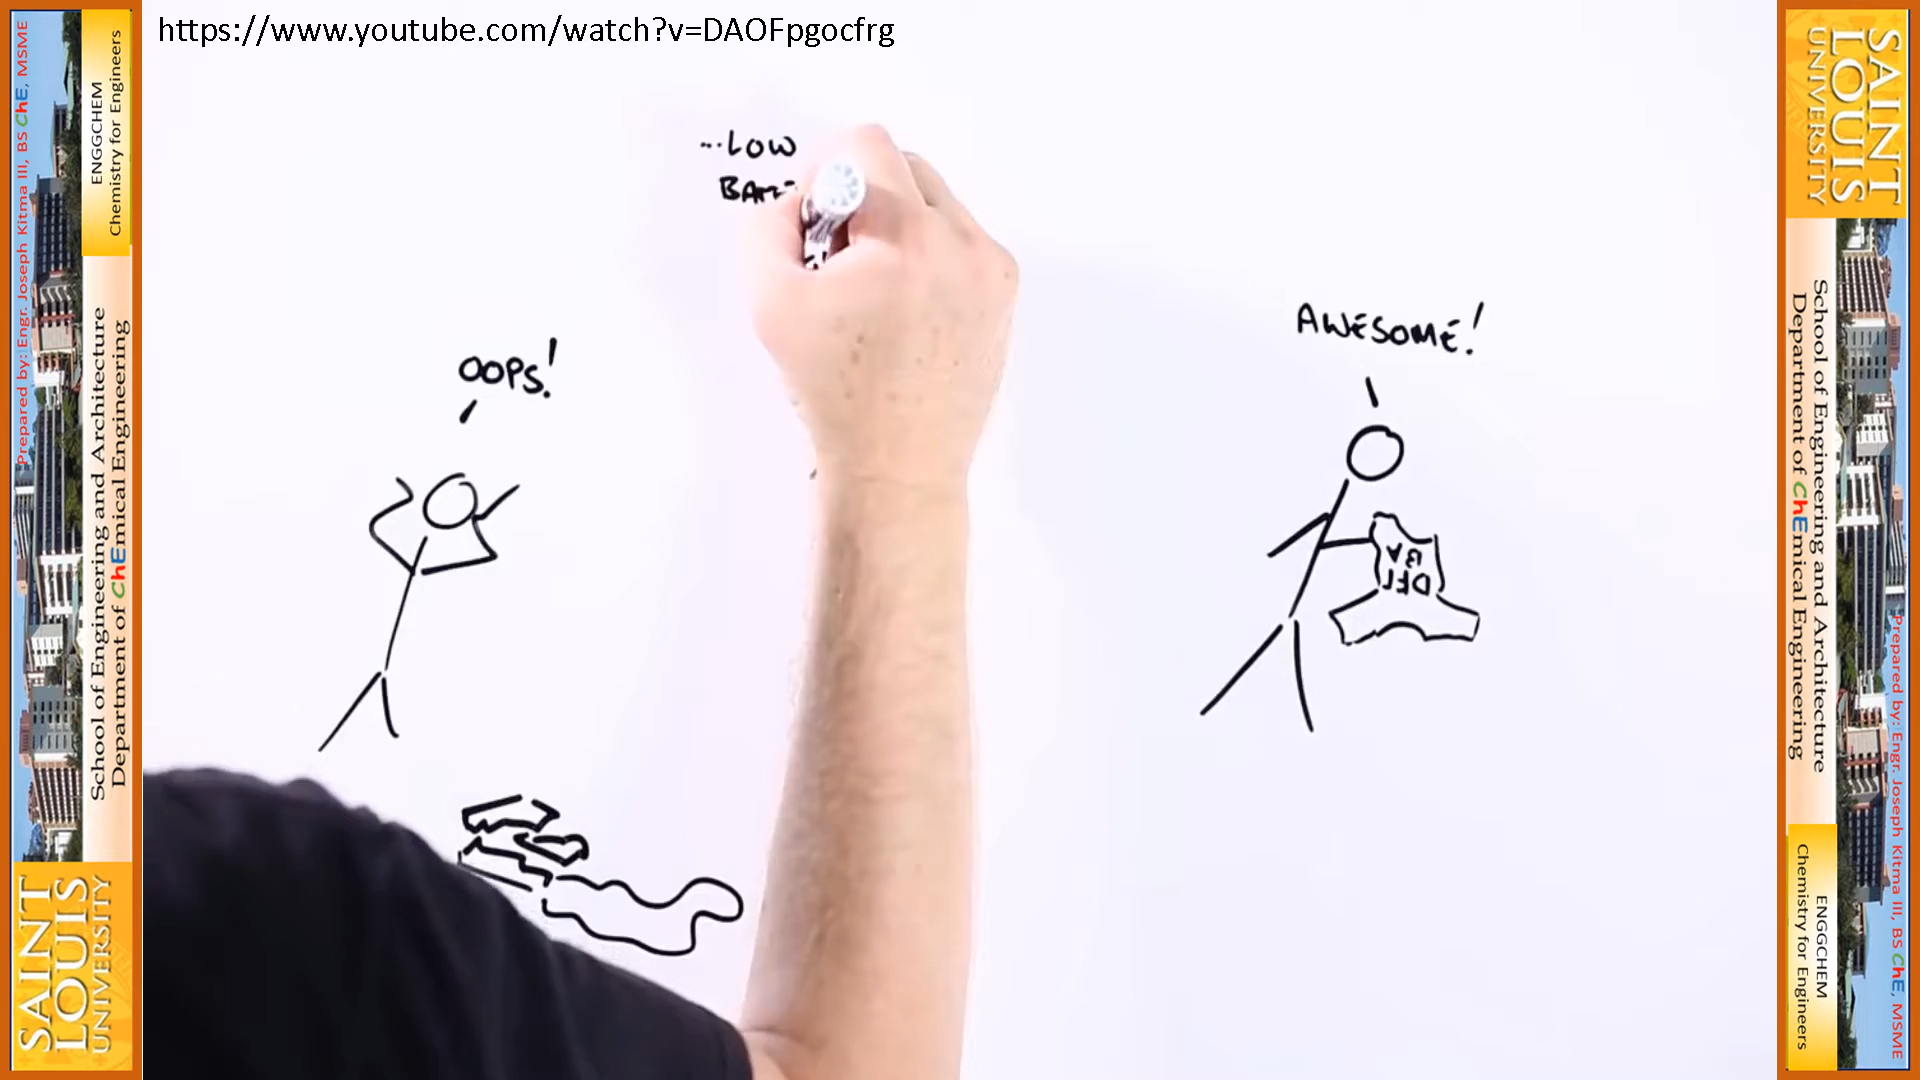 https://www.youtube.com/watch?v=DAOFpgocfrg
Prepared by: Engr. Joseph Kitma III, BS ChE, MSME
ENGGCHEM
Chemistry for Engineers
School of Engineering and Architecture
Department of ChEmical Engineering
SAINT
LOUIS
UNIVERSITY
...LOW
OOPS!
AWESOME!
SAINT
LOUIS
UNIVERSITY
School of Engineering and Architecture
Department of ChEmical Engineering
ENGGCHEM
Chemistry for Engineers
Prepared by: Engr. Joseph Kitma III, BS ChE, MSME